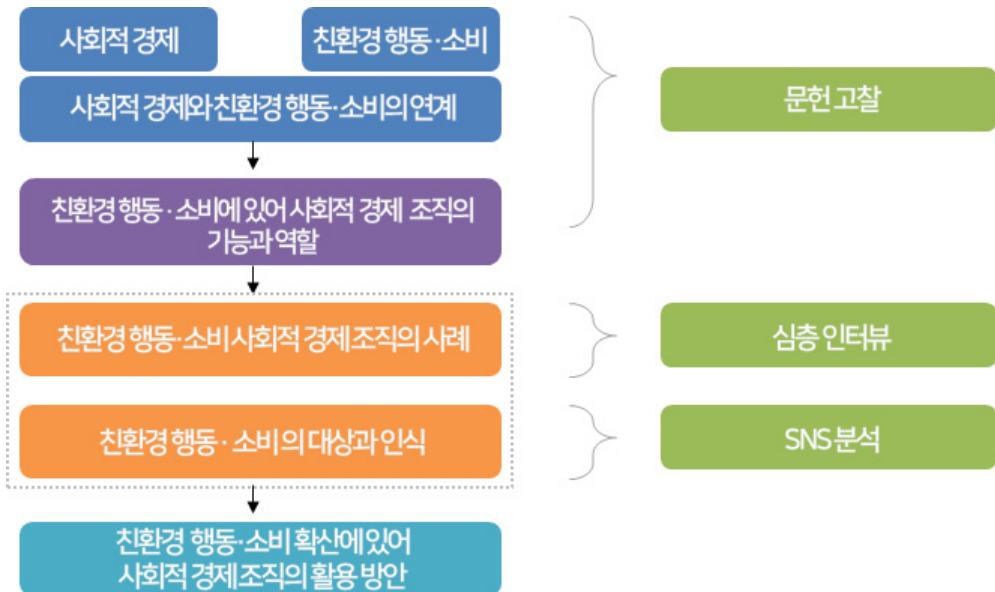 사회적 경제
친환경 행동·소비
사회적 경제와 친환경 행동·소비의 연계
문헌 고찰
친환경 행동·소비에 있어 사회적 경제 조직의
기능과 역할
친환경 행동·소비 사회적 경제 조직의 사례
심층 인터뷰
친환경 행동·소비의 대상과 인식
SNS 분석
친환경 행동·소비 확산에 있어
사회적 경제 조직의 활용 방안